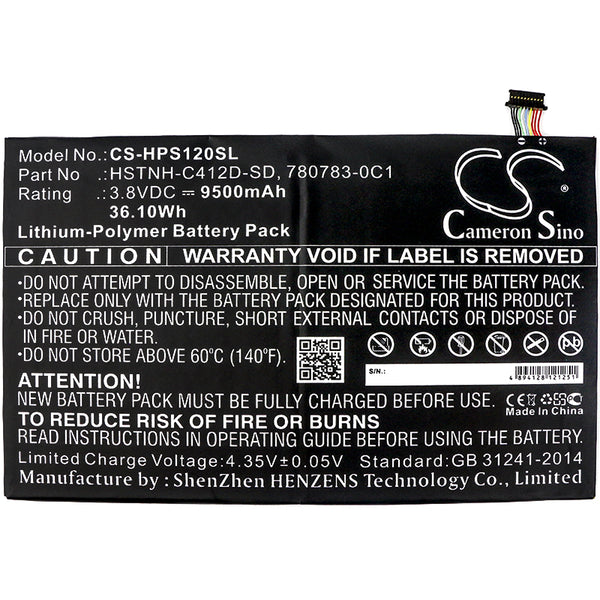 Model No.: CS-HPS120SL
Part No : HSTNH-C412D-SD, 780783-0C1
Rating : 3.8VDC ⎓ 9500mAh
36.10Wh
Lithium-Polymer Battery Pack
CS
Cameron Sino
CAUTION WARRANTY VOID IF LABEL IS REMOVED
•DO NOT ATTEMPT TO DISASSEMBLE, OPEN OR SERVICE THE BATTERY PACK.
•REPLACE ONLY WITH BATTERY PACK DESIGNATED FOR THIS PRODUCT.
•DO NOT CRUSH, PUNCTURE, SHORT EXTERNAL CONTACTS OR DISPOSE OF
IN FIRE OR WATER.
•DO NOT STORE ABOVE 60°C (140°F).
S/N.:
4894128121251
ATTENTION!
NEW BATTERY PACK MUST BE FULLY CHARGED BEFORE USE
TO REDUCE RISK OF FIRE OR BURNS
READ INSTRUCTIONS IN OPERATING GUIDE BEFORE USE
CE
Made In China
Limited Charge Voltage:4.35V±0.05V Standard:GB 31241-2014
Manufacturer by : ShenZhen HENZENS Technology Co., Limited.